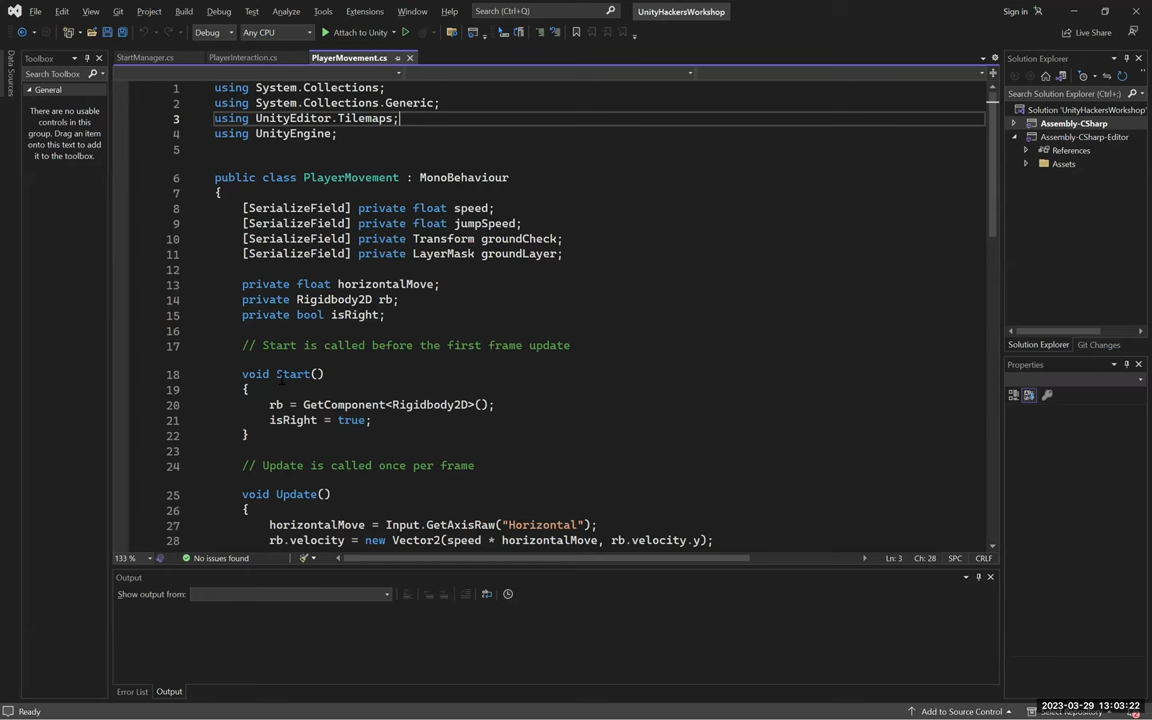 File Edit View Git Project Build Debug Test Analyze Tools Extensions Window Help Search (Ctrl+Q) UnityHackersWorkshop Sign in
Debug Any CPU Attach to Unity Live Share
Data Sources
Toolbox
Search Toolbox
General
There are no usable
controls in this
group. Drag an item
onto this text to add
it to the toolbox.
StartManager.cs PlayerInteraction.cs PlayerMovement.cs
1 using System.Collections;
2 using System.Collections.Generic;
3 using UnityEditor.Tilemaps;
4 using UnityEngine;
5
6 public class PlayerMovement : MonoBehaviour
7 {
8 [SerializeField] private float speed;
9 [SerializeField] private float jumpSpeed;
10 [SerializeField] private Transform groundCheck;
11 [SerializeField] private LayerMask groundLayer;
12
13 private float horizontalMove;
14 private Rigidbody2D rb;
15 private bool isRight;
16
17 // Start is called before the first frame update
18 void Start()
19 {
20 rb = GetComponent<Rigidbody2D>();
21 isRight = true;
22 }
23
24 // Update is called once per frame
25 void Update()
26 {
27 horizontalMove = Input.GetAxisRaw("Horizontal");
28 rb.velocity = new Vector2(speed * horizontalMove, rb.velocity.y);
133 % No issues found Ln: 3 Ch: 28 SPC CRLF
Output
Show output from:
Error List Output
Solution Explorer
Search Solution Explorer (Ctrl+;)
Solution 'UnityHackersWorkshop'
Assembly-CSharp
Assembly-CSharp-Editor
References
Assets
Solution Explorer Git Changes
Properties
Ready Add to Source Control
2023-03-29 13:03:22